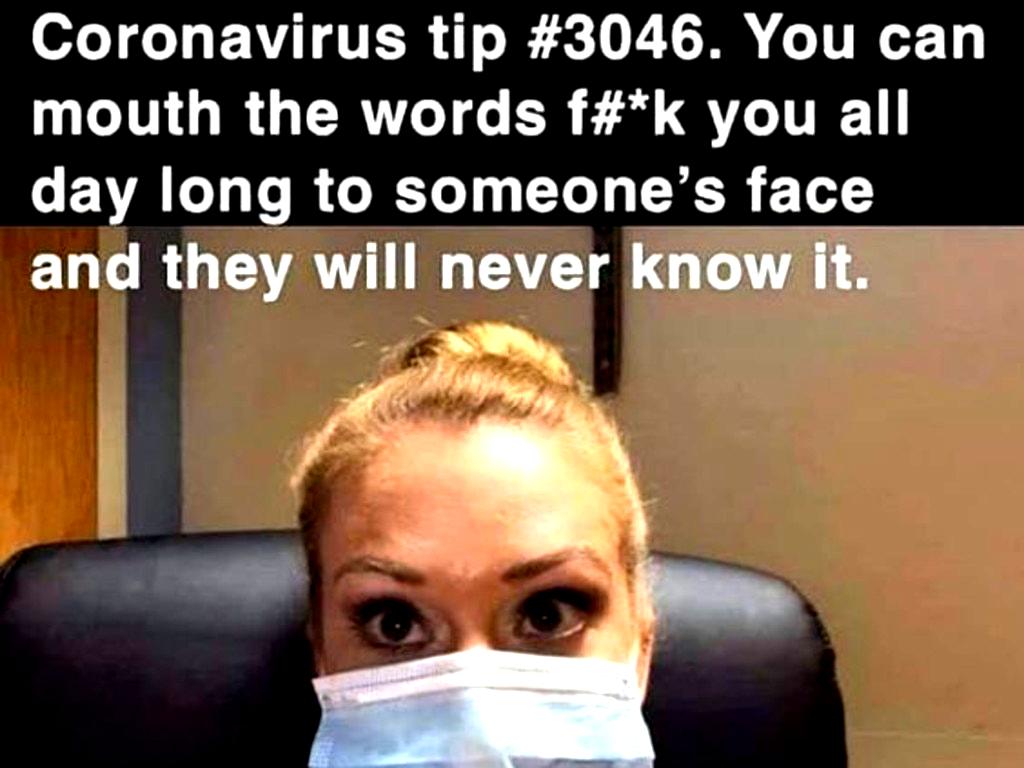 Coronavirus tip #3046. You can
mouth the words f#*k you all
day long to someone’s face
and they will never know it.